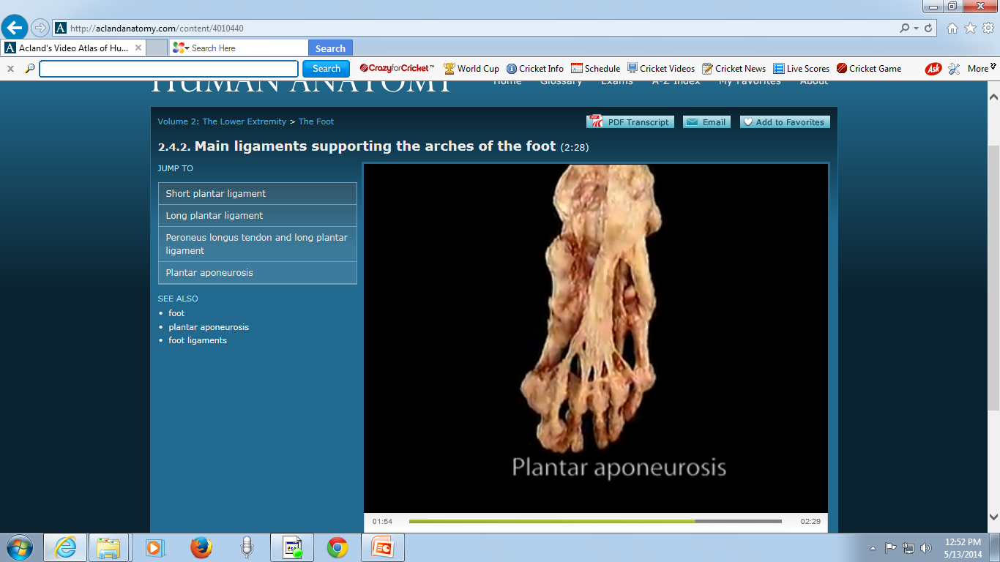 http://aclandanatomy.com/content/4010440
Acland's Video Atlas of Hu...
Search Here
Search
Search
CrazyforCricket™
World Cup
Cricket Info
Schedule
Cricket Videos
Cricket News
Live Scores
Cricket Game
Ask
More
HUMAN ANATOMY
Home
Glossary
Exams
A-Z Index
My Favorites
About
Volume 2: The Lower Extremity > The Foot
PDF Transcript
Email
Add to Favorites
2.4.2. Main ligaments supporting the arches of the foot (2:28)
JUMP TO
Short plantar ligament
Long plantar ligament
Peroneus longus tendon and long plantar
ligament
Plantar aponeurosis
SEE ALSO
• foot
• plantar aponeurosis
• foot ligaments
Plantar aponeurosis
01:54
02:29
12:52 PM
5/13/2014